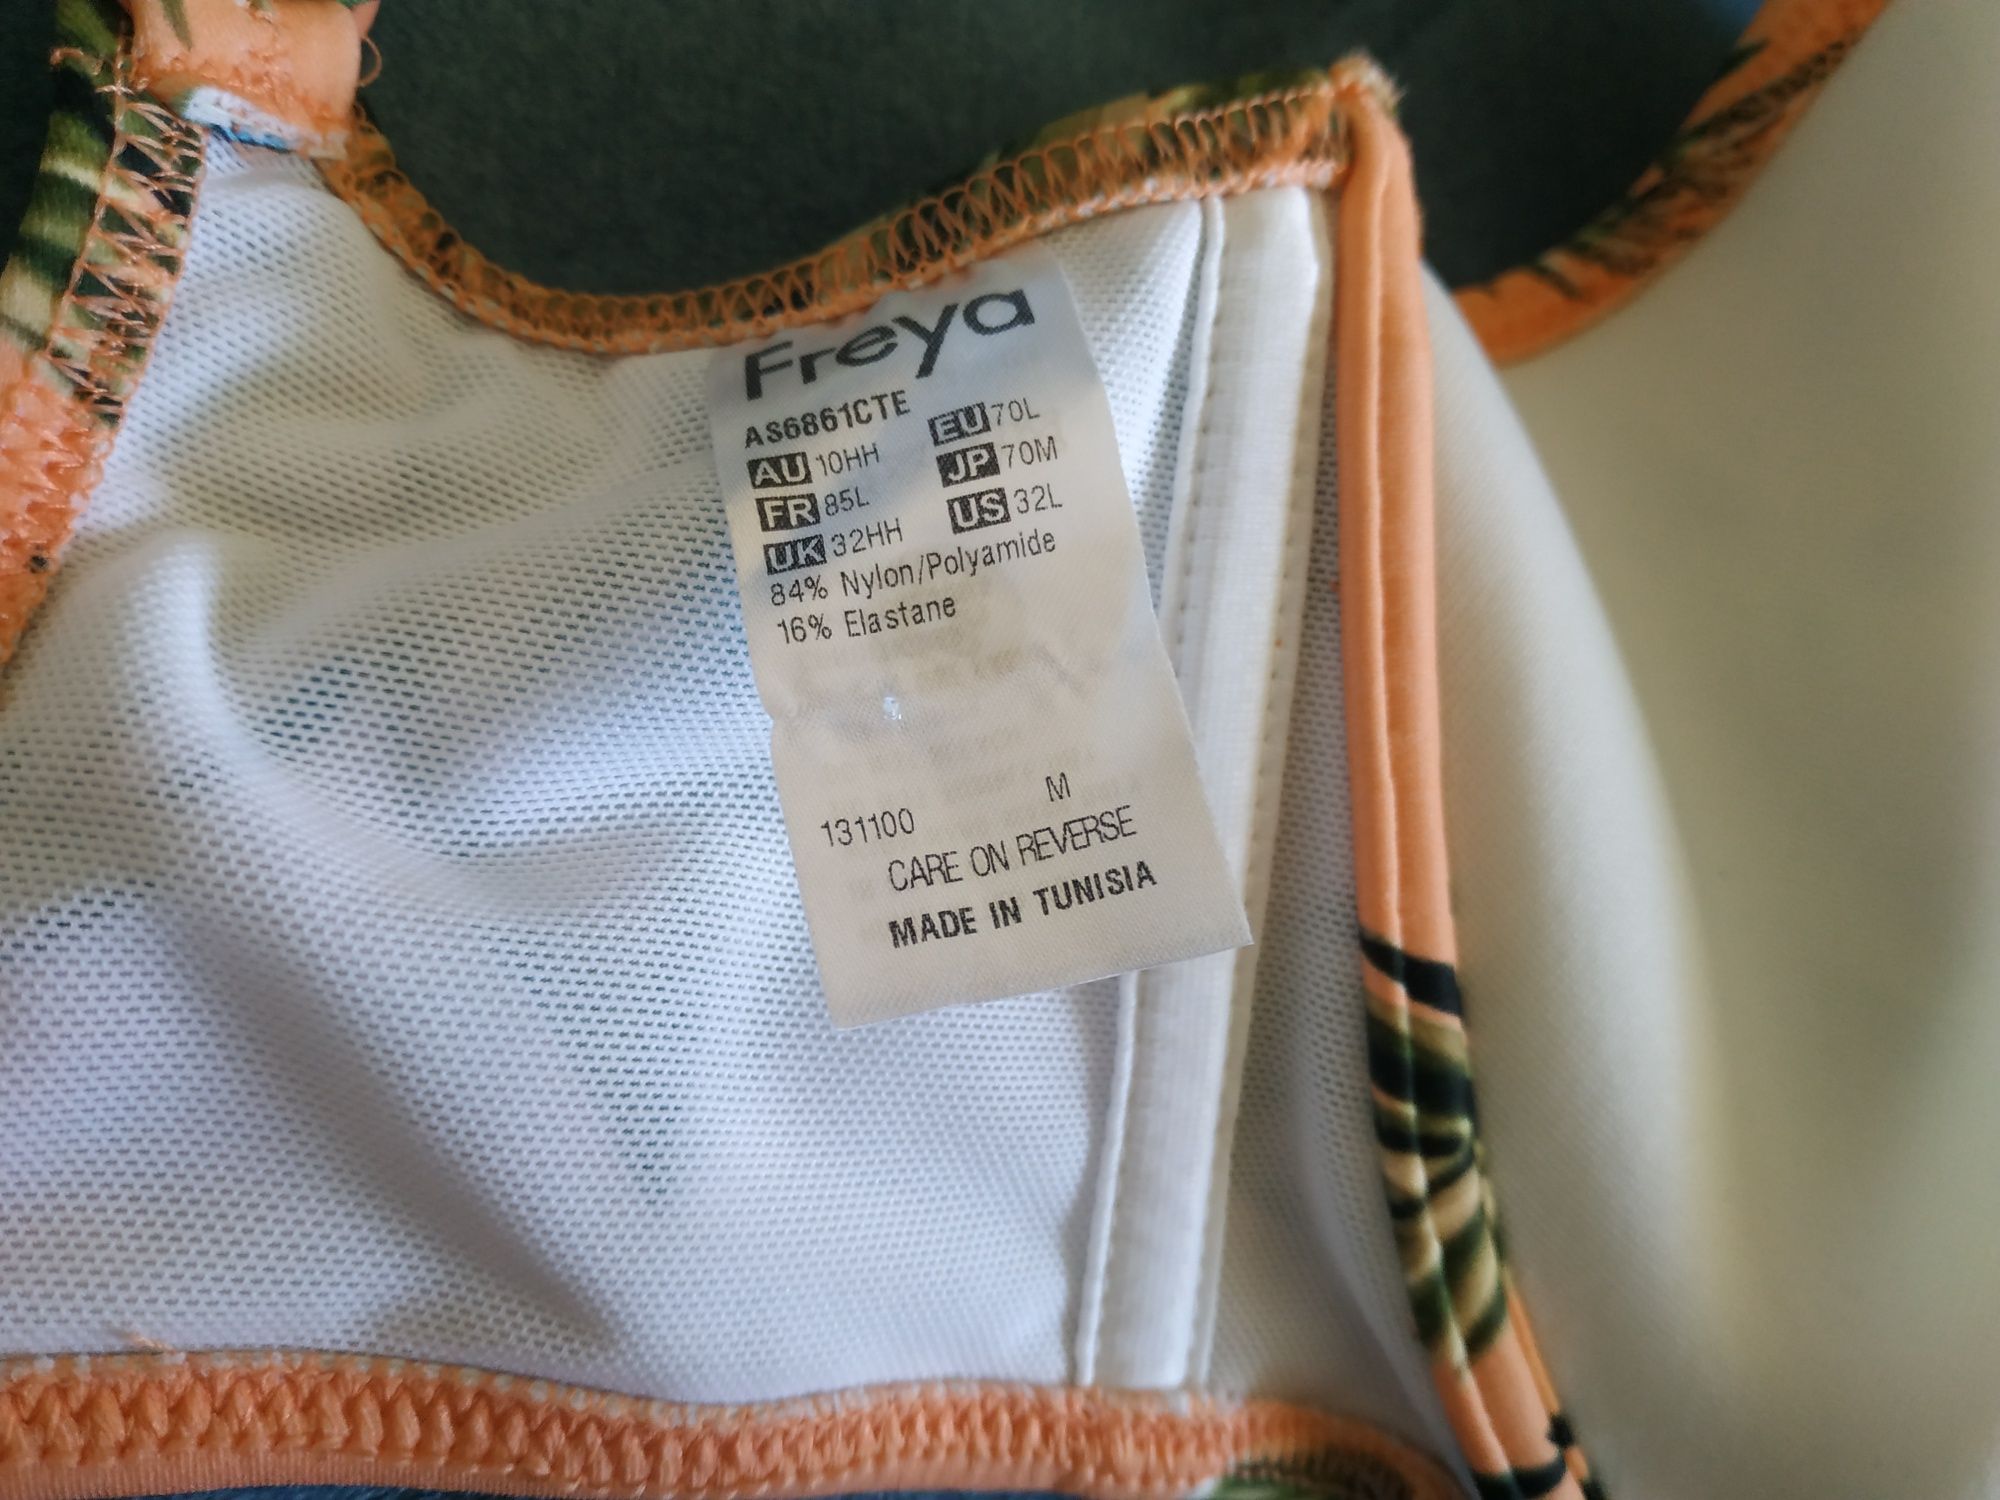 Freya
AS6861CTE
AU 10HH EU 70L
FR 85L JP 70M
UK 32HH US 32L
84% Nylon/Polyamide
16% Elastane
131100 M
CARE ON REVERSE
MADE IN TUNISIA